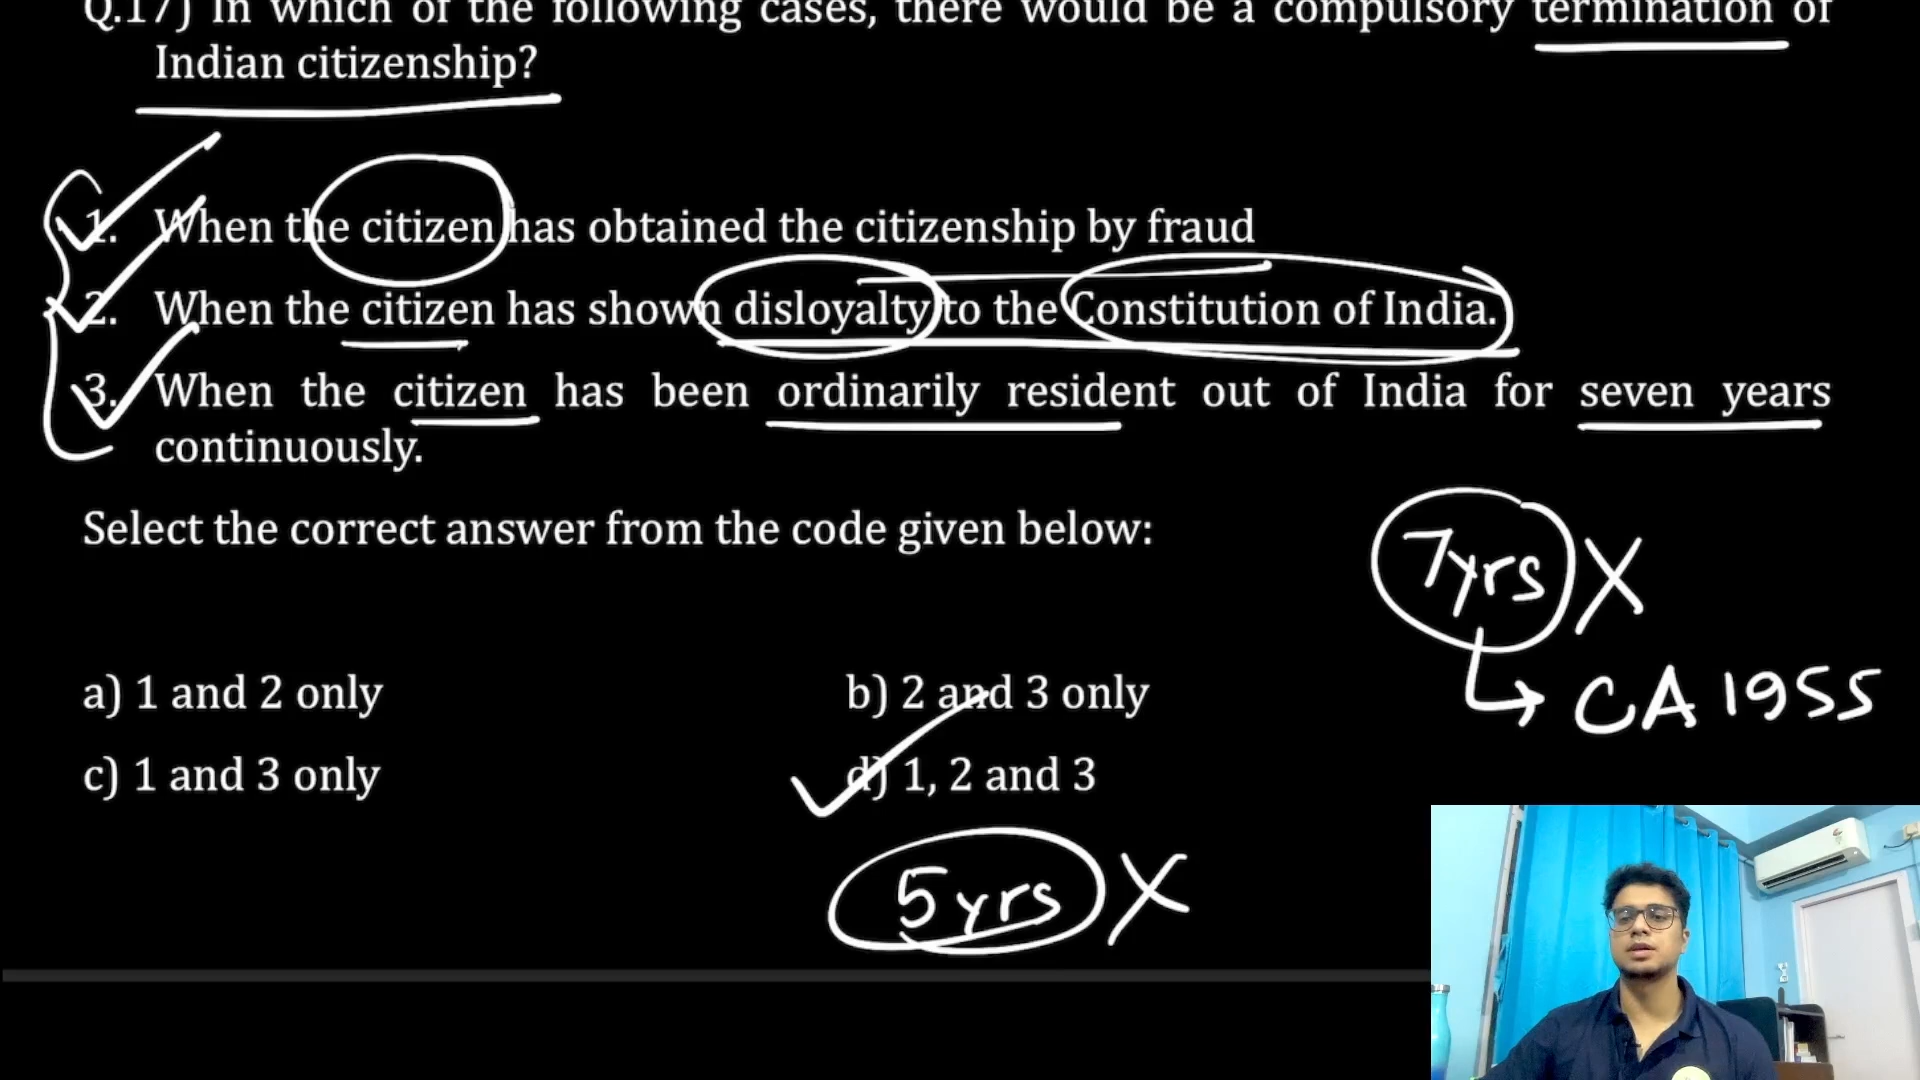 Q.17) In which of the following cases, there would be a compulsory termination of
Indian citizenship?
1. When the citizen has obtained the citizenship by fraud
2. When the citizen has shown disloyalty to the Constitution of India.
3. When the citizen has been ordinarily resident out of India for seven years
continuously.
Select the correct answer from the code given below:
7yrs X
CA 1955
a) 1 and 2 only
b) 2 and 3 only
c) 1 and 3 only
d) 1, 2 and 3
5yrs X